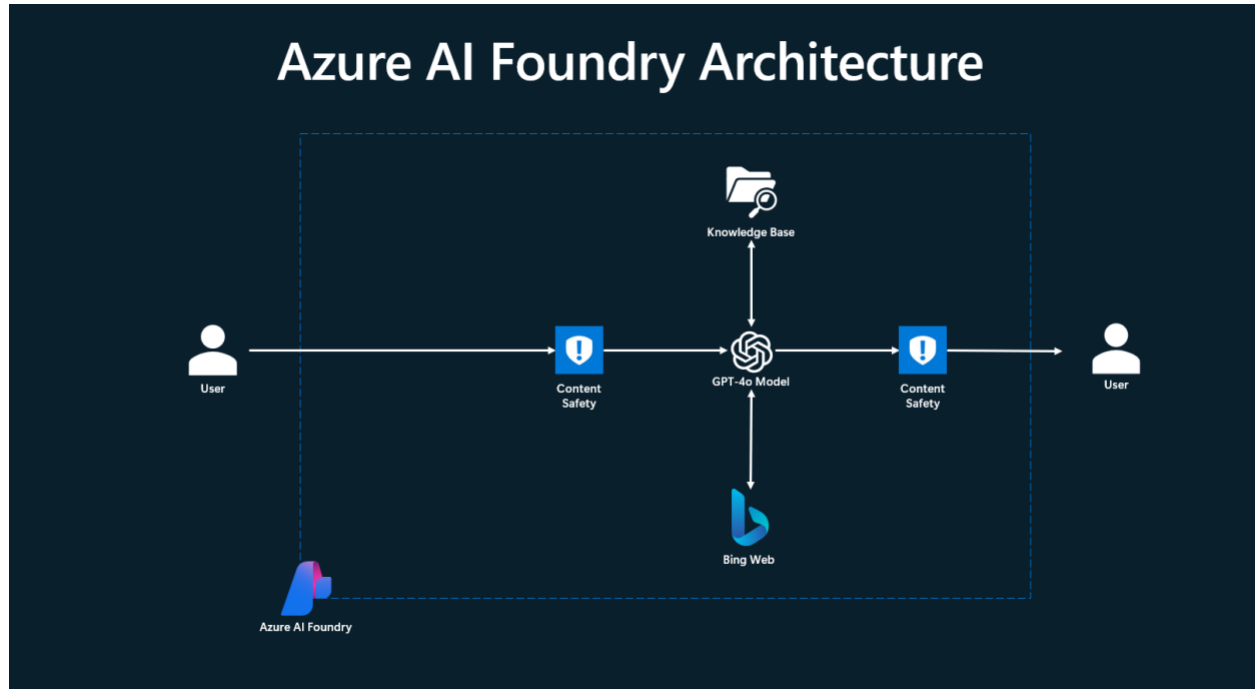 Azure AI Foundry Architecture
Knowledge Base
User
Content
Safety
GPT-4o Model
Content
Safety
User
Bing Web
Azure AI Foundry